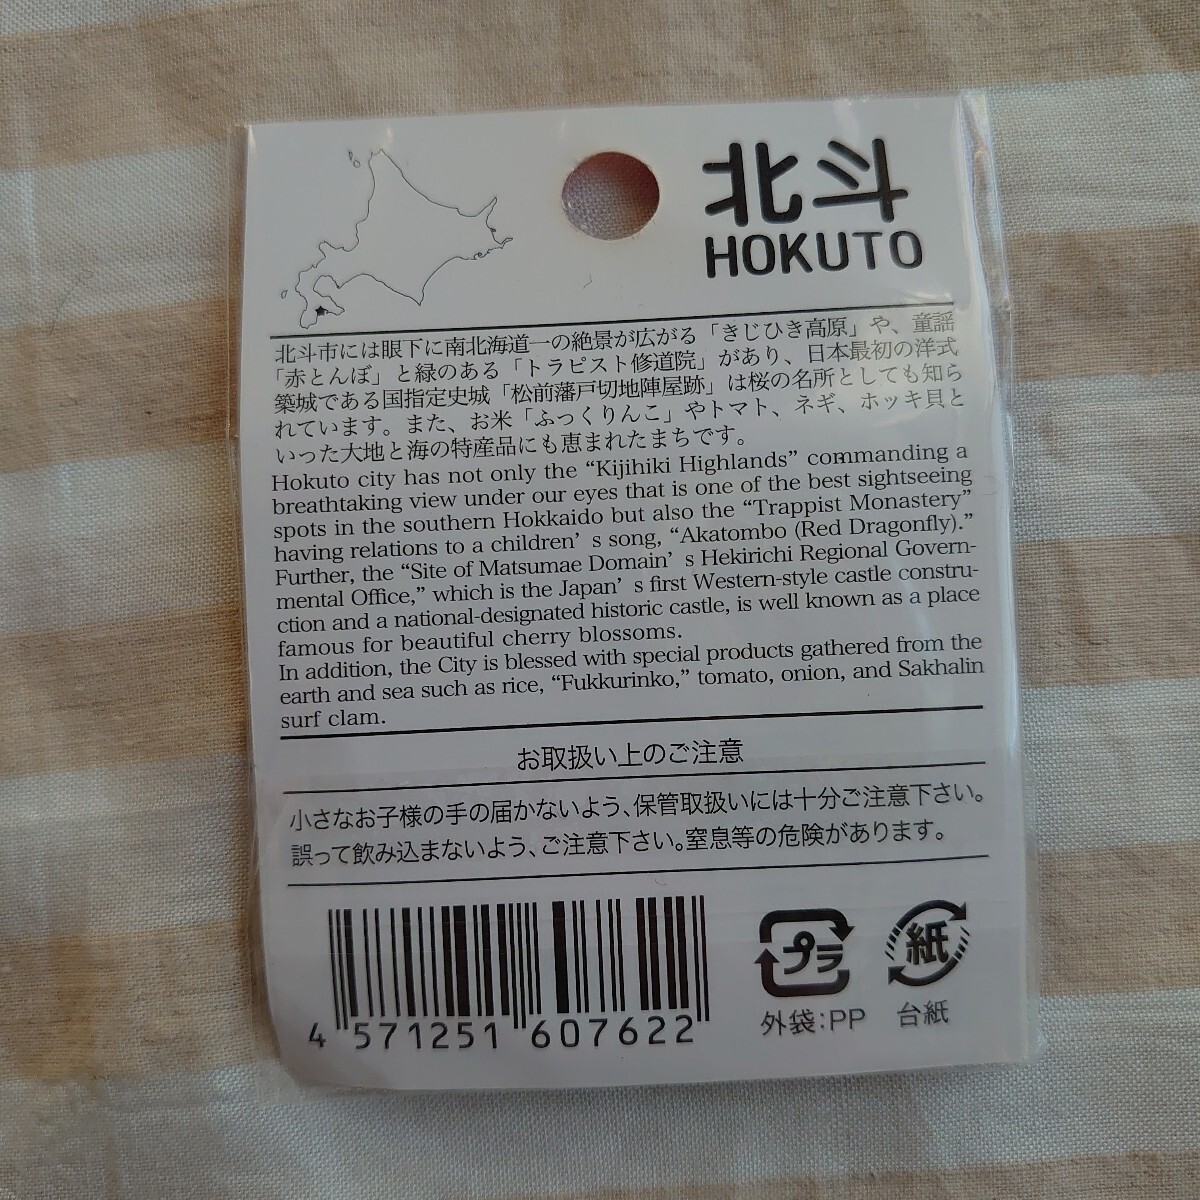 北斗
HOKUTO
北斗市には眼下に南北海道一の絶景が広がる「きじひき高原」や、童謡
「赤とんぼ」と縁のある「トラピスト修道院」があり、日本最初の洋式
築城である国指定史城「松前藩戸切地陣屋跡」は桜の名所としても知ら
れています。また、お米「ふっくりんこ」やトマト、ネギ、ホッキ貝と
いった大地と海の特産品にも恵まれたまちです。
Hokuto city has not only the “Kijihiki Highlands” commanding a
breathtaking view under our eyes that is one of the best sightseeing
spots in the southern Hokkaido but also the “Trappist Monastery”
having relations to a children’s song, “Akatombo (Red Dragonfly).”
Further, the “Site of Matsumae Domain’s Hekirichi Regional Govern-
mental Office,” which is the Japan’s first Western-style castle constru-
ction and a national-designated historic castle, is well known as a place
famous for beautiful cherry blossoms.
In addition, the City is blessed with special products gathered from the
earth and sea such as rice, “Fukkurinko,” tomato, onion, and Sakhalin
surf clam.
お取扱い上のご注意
小さなお子様の手の届かないよう、保管取扱いには十分ご注意下さい。
誤って飲み込まないよう、ご注意下さい。窒息等の危険があります。
4 571251 607622
プラ
外袋:PP
紙
台紙